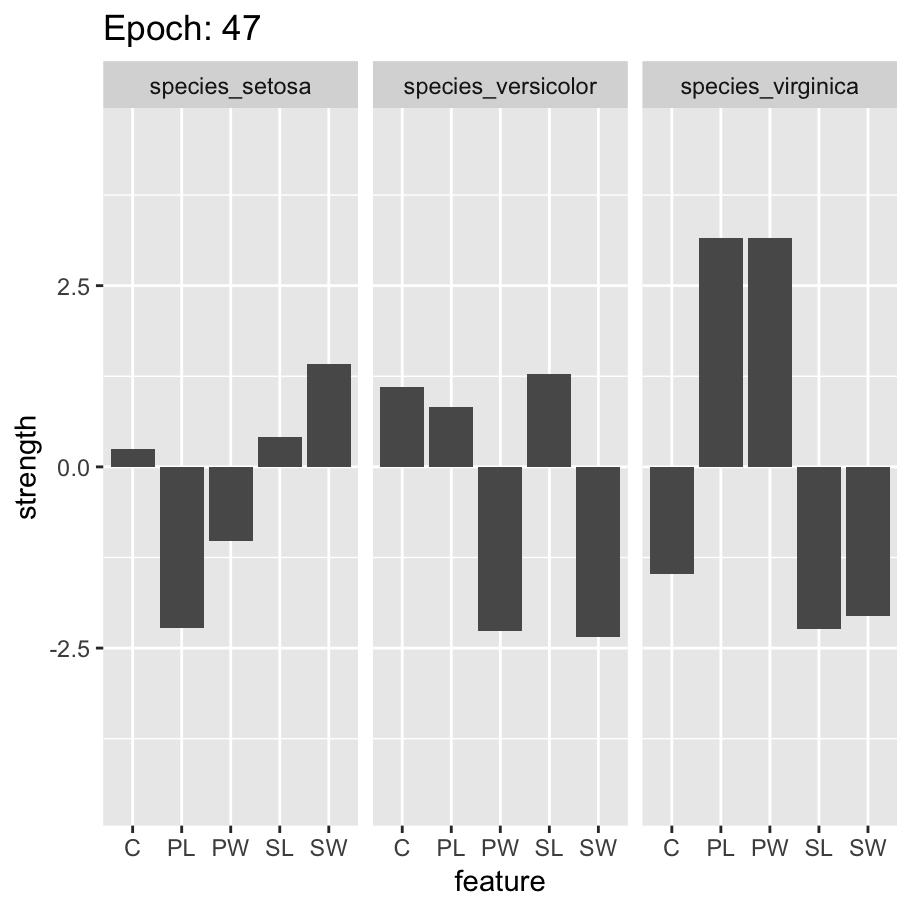 Epoch: 47
species_setosa species_versicolor species_virginica
strength
2.5
0.0
-2.5
C PL PW SL SW C PL PW SL SW C PL PW SL SW
feature